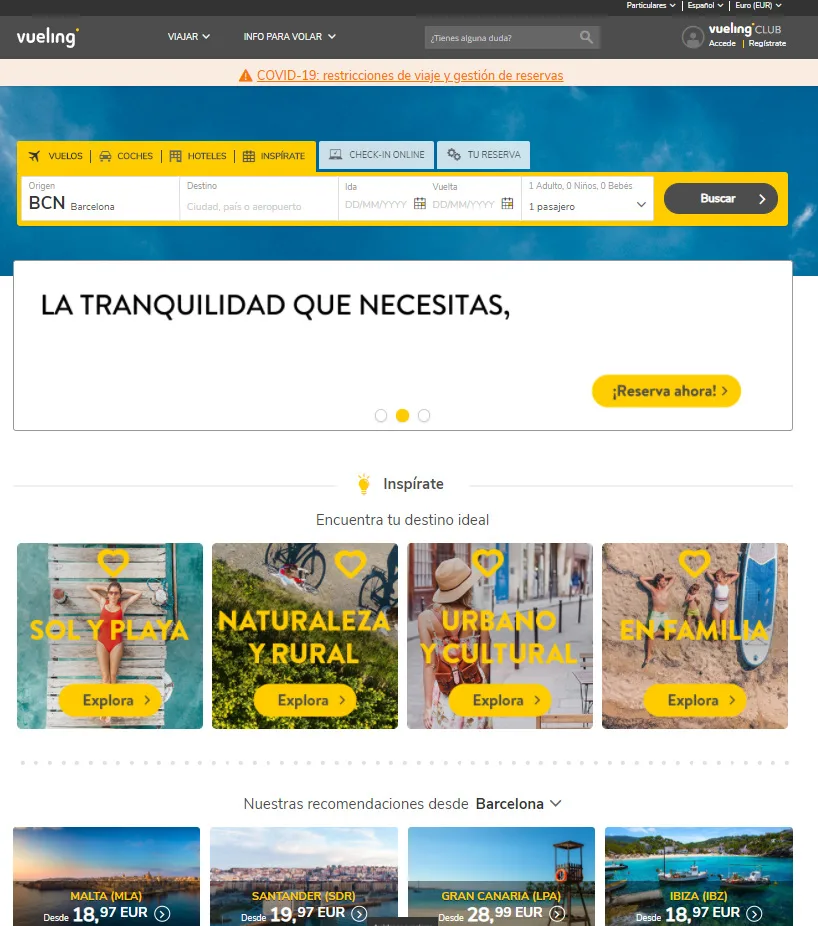 Particulares Español Euro (EUR)
vueling VIAJAR INFO PARA VOLAR ¿Tienes alguna duda? vueling CLUB
Accede Regístrate
COVID-19: restricciones de viaje y gestión de reservas
VUELOS COCHES HOTELES INSPÍRATE CHECK-IN ONLINE TU RESERVA
Origen Destino Ida Vuelta 1 Adulto, 0 Niños, 0 Bebés
BCN Barcelona Ciudad, país o aeropuerto DD/MM/YYYY DD/MM/YYYY 1 pasajero Buscar
LA TRANQUILIDAD QUE NECESITAS,
¡Reserva ahora!
Inspírate
Encuentra tu destino ideal
SOL Y PLAYA
Explora
NATURALEZA
Y RURAL
Explora
URBANO
Y CULTURAL
Explora
EN FAMILIA
Explora
Nuestras recomendaciones desde Barcelona
MALTA (MLA)
Desde 18,97 EUR
SANTANDER (SDR)
Desde 19,97 EUR
GRAN CANARIA (LPA)
Desde 28,99 EUR
IBIZA (IBZ)
Desde 18,97 EUR